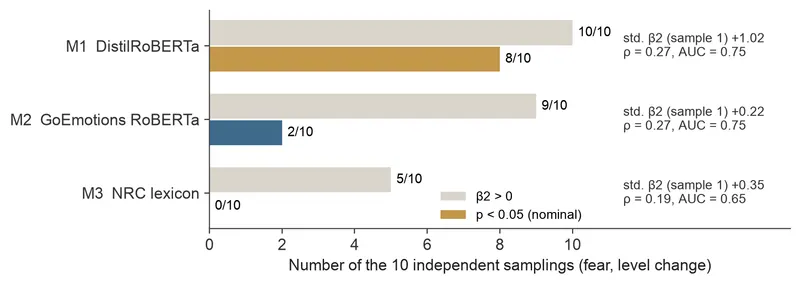 M1 DistilRoBERTa
10/10
8/10
std. β2 (sample 1) +1.02
ρ = 0.27, AUC = 0.75
M2 GoEmotions RoBERTa
9/10
2/10
std. β2 (sample 1) +0.22
ρ = 0.27, AUC = 0.75
M3 NRC lexicon
5/10
0/10
std. β2 (sample 1) +0.35
ρ = 0.19, AUC = 0.65
β2 > 0
p < 0.05 (nominal)
0 2 4 6 8 10
Number of the 10 independent samplings (fear, level change)